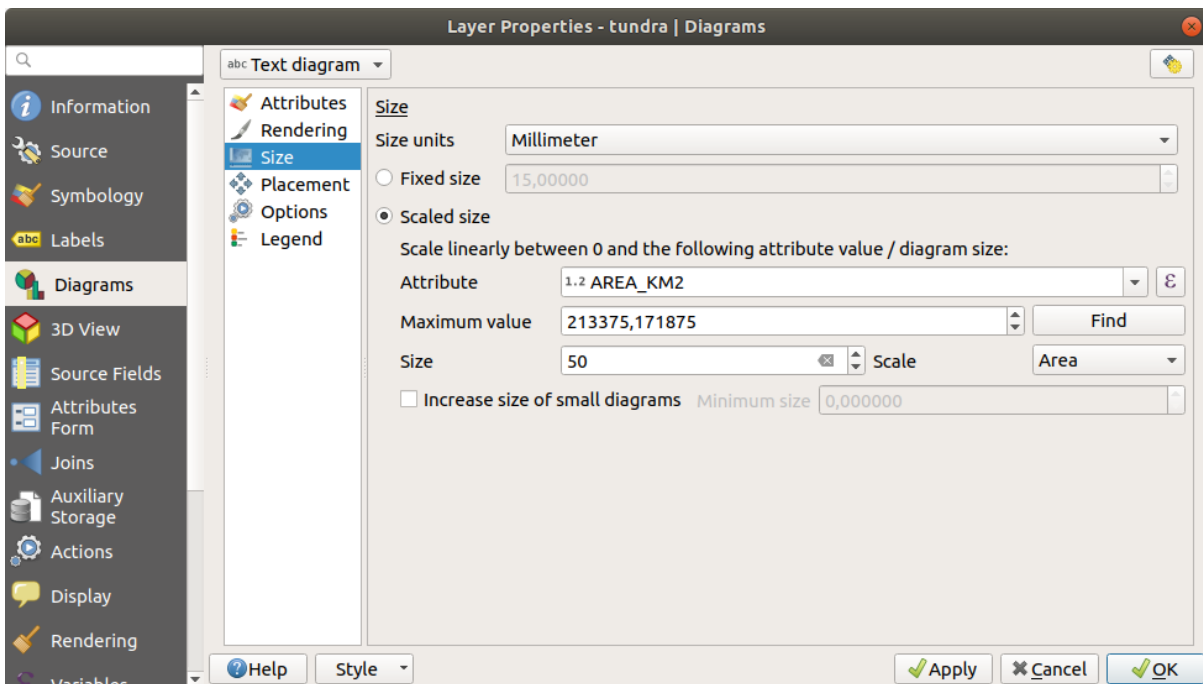 Layer Properties - tundra | Diagrams
abc Text diagram
Information
Source
Symbology
abc Labels
Diagrams
3D View
Source Fields
Attributes
Form
Joins
Auxiliary
Storage
Actions
Display
Rendering
Variables
Attributes
Rendering
Size
Placement
Options
Legend
Size
Size units Millimeter
Fixed size 15,00000
Scaled size
Scale linearly between 0 and the following attribute value / diagram size:
Attribute 1.2 AREA_KM2 ε
Maximum value 213375,171875 Find
Size 50 Scale Area
Increase size of small diagrams Minimum size 0,000000
Help Style Apply Cancel OK